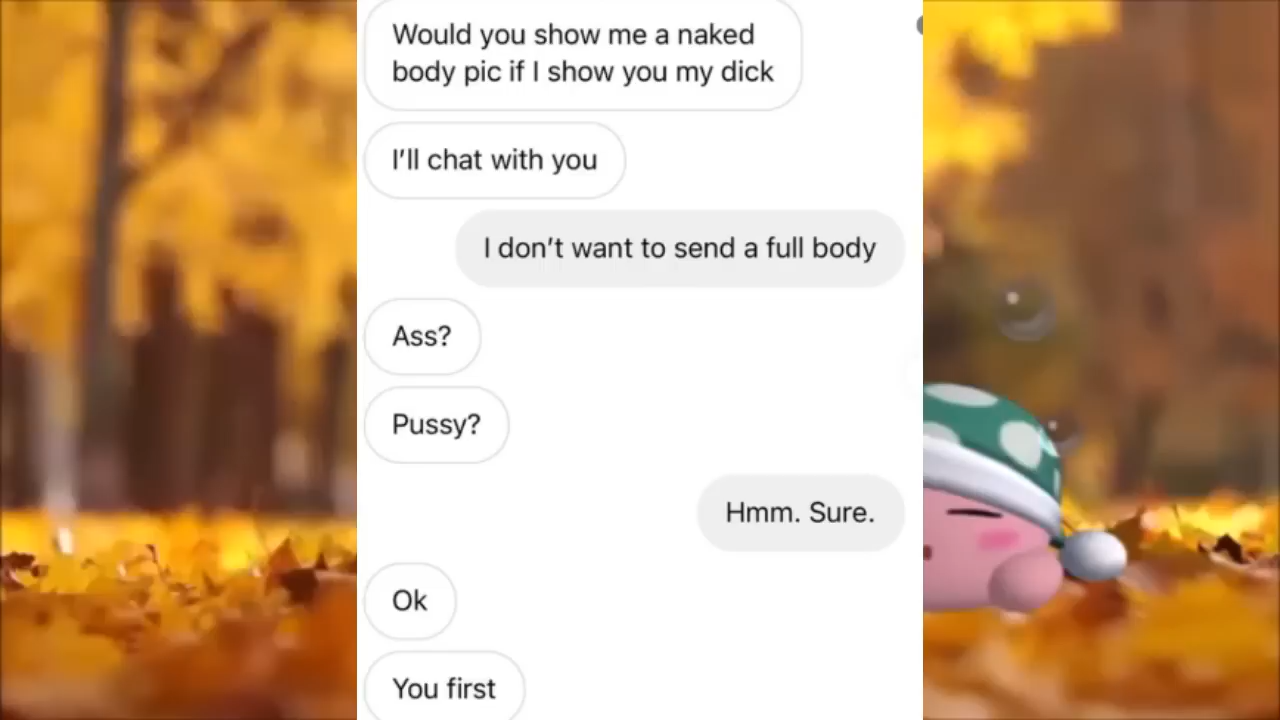 Would you show me a naked
body pic if I show you my dick
I'll chat with you
I don't want to send a full body
Ass?
Pussy?
Hmm. Sure.
Ok
You first